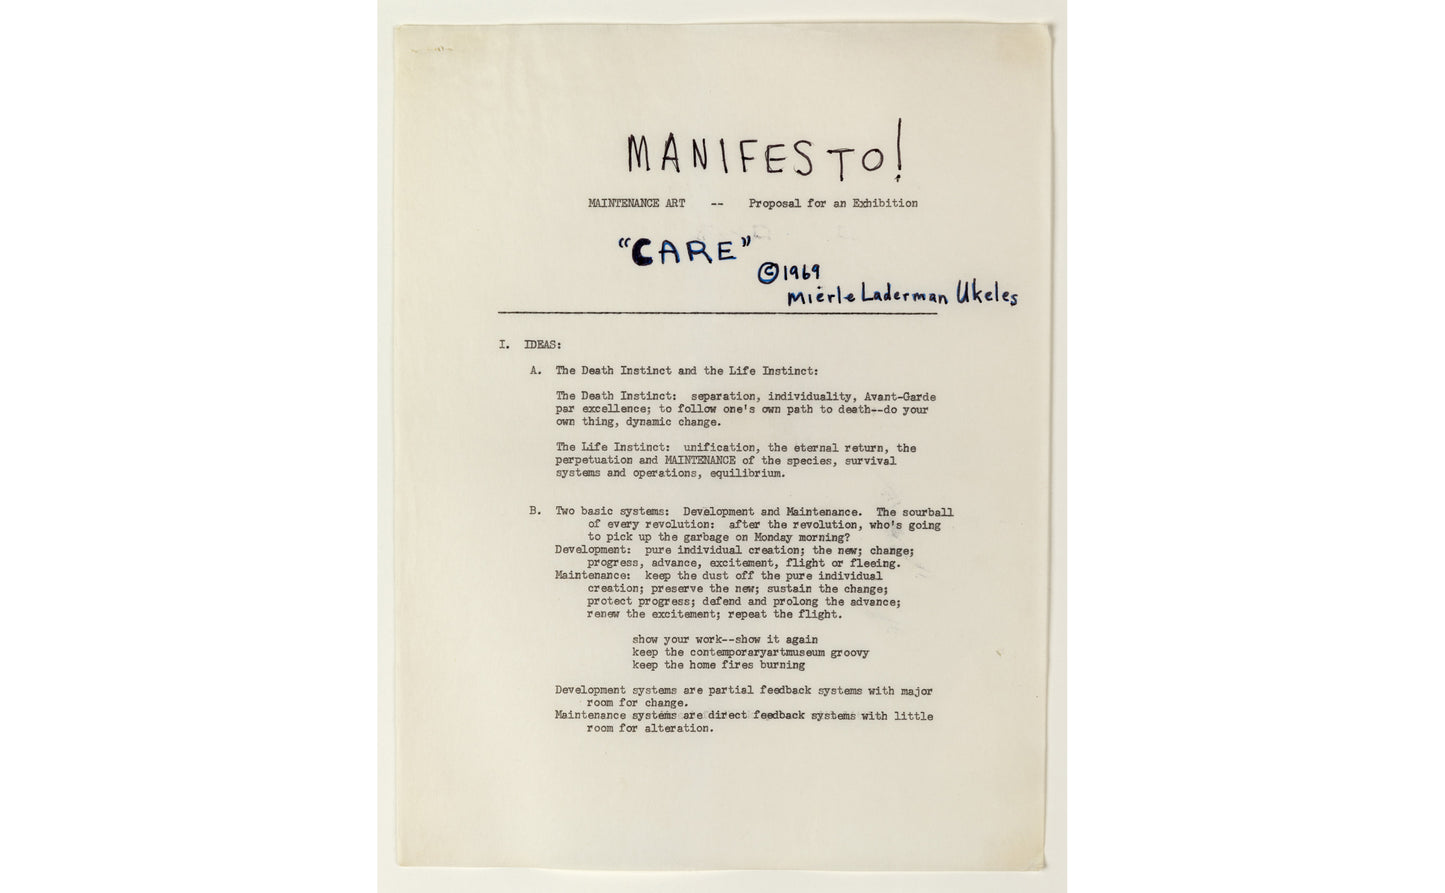 MANIFESTO!
MAINTENANCE ART -- Proposal for an Exhibition
"CARE"
©1969
Mierle Laderman Ukeles
I. IDEAS:
A. The Death Instinct and the Life Instinct:
The Death Instinct: separation, individuality, Avant-Garde
par excellence; to follow one's own path to death--do your
own thing, dynamic change.
The Life Instinct: unification, the eternal return, the
perpetuation and MAINTENANCE of the species, survival
systems and operations, equilibrium.
B. Two basic systems: Development and Maintenance. The sourball
of every revolution: after the revolution, who's going
to pick up the garbage on Monday morning?
Development: pure individual creation; the new; change;
progress, advance, excitement, flight or fleeing.
Maintenance: keep the dust off the pure individual
creation; preserve the new; sustain the change;
protect progress; defend and prolong the advance;
renew the excitement; repeat the flight.
show your work--show it again
keep the contemporaryartmuseum groovy
keep the home fires burning
Development systems are partial feedback systems with major
room for change.
Maintenance systems are direct feedback systems with little
room for alteration.